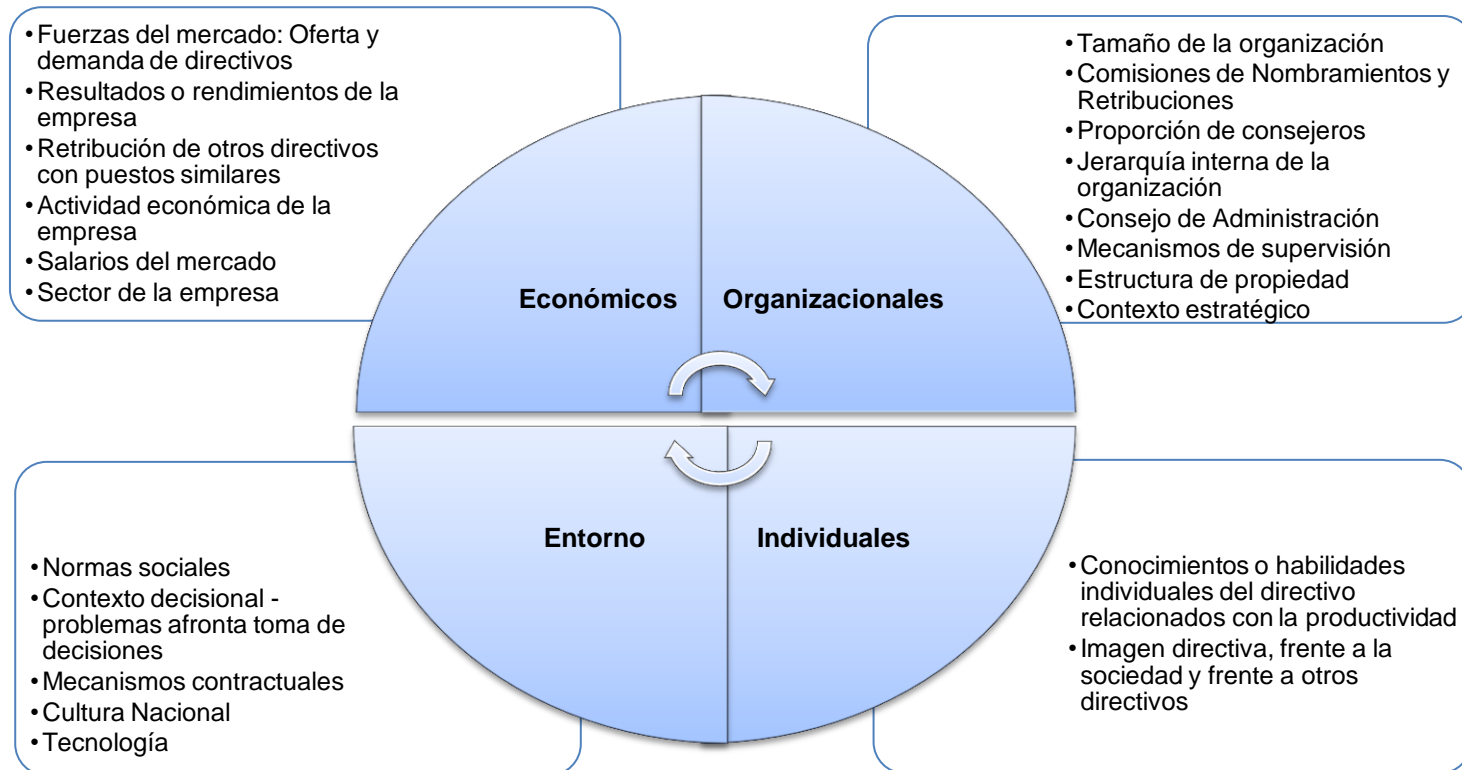 •Fuerzas del mercado: Oferta y
demanda de directivos
•Resultados o rendimientos de la
empresa
•Retribución de otros directivos
con puestos similares
•Actividad económica de la
empresa
•Salarios del mercado
•Sector de la empresa
•Tamaño de la organización
•Comisiones de Nombramientos y
Retribuciones
•Proporción de consejeros
•Jerarquía interna de la
organización
•Consejo de Administración
•Mecanismos de supervisión
•Estructura de propiedad
•Contexto estratégico
Económicos
Organizacionales
Entorno
Individuales
•Normas sociales
•Contexto decisional -
problemas afronta toma de
decisiones
•Mecanismos contractuales
•Cultura Nacional
•Tecnología
•Conocimientos o habilidades
individuales del directivo
relacionados con la productividad
•Imagen directiva, frente a la
sociedad y frente a otros
directivos